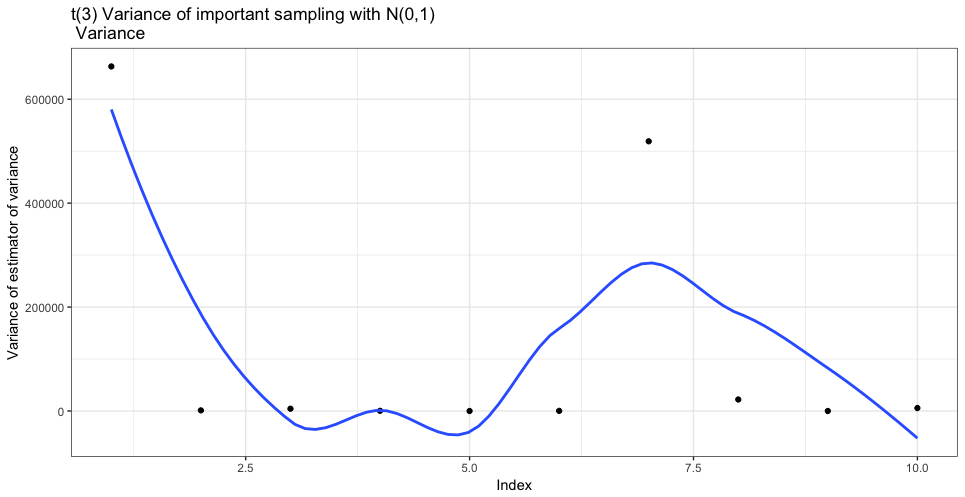 t(3) Variance of important sampling with N(0,1)
Variance
Variance of estimator of variance
600000
400000
200000
0
2.5
5.0
7.5
10.0
Index